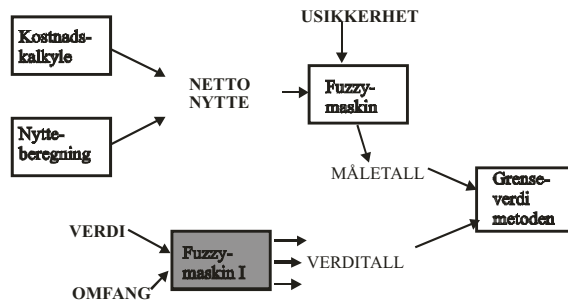 USIKKERHET
Kostnads-
kalkyle
NETTO
NYTTE
Fuzzy-
maskin
Nytte-
beregning
MÅLETALL
Grense-
verdi
metoden
VERDI
Fuzzy-
maskin I
VERDITALL
OMFANG